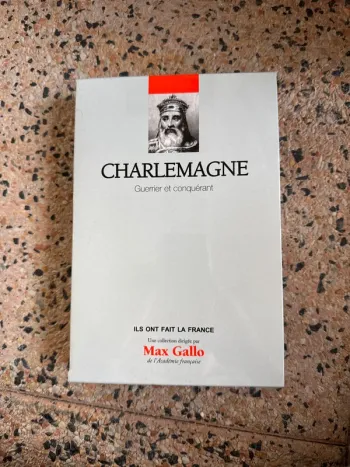 CHARLEMAGNE
Guerrier et conquérant
ILS ONT FAIT LA FRANCE
Une collection dirigée par
Max Gallo
de l'Académie française